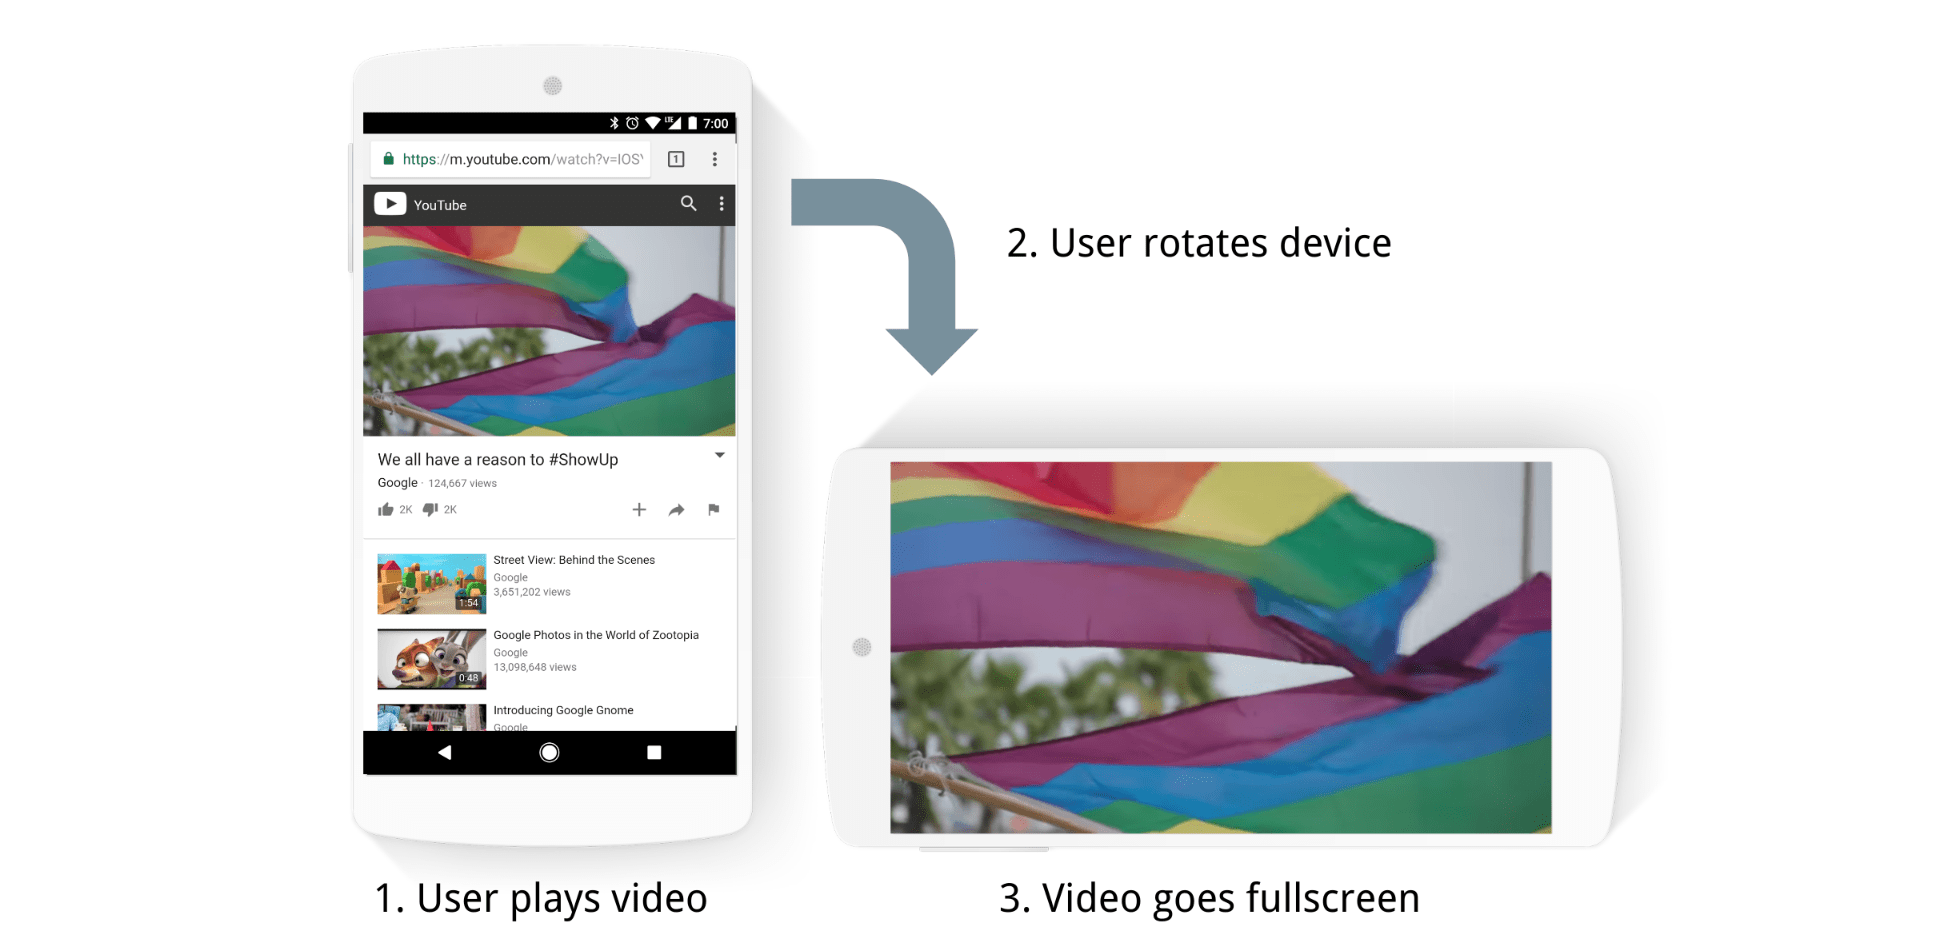 LTE 7:00
https://m.youtube.com/watch?v=IOS
1
YouTube
We all have a reason to #ShowUp
Google · 124,667 views
2K 2K
Street View: Behind the Scenes
Google
3,651,202 views
1:54
Google Photos in the World of Zootopia
Google
13,098,648 views
0:48
Introducing Google Gnome
Google
1. User plays video
2. User rotates device
3. Video goes fullscreen